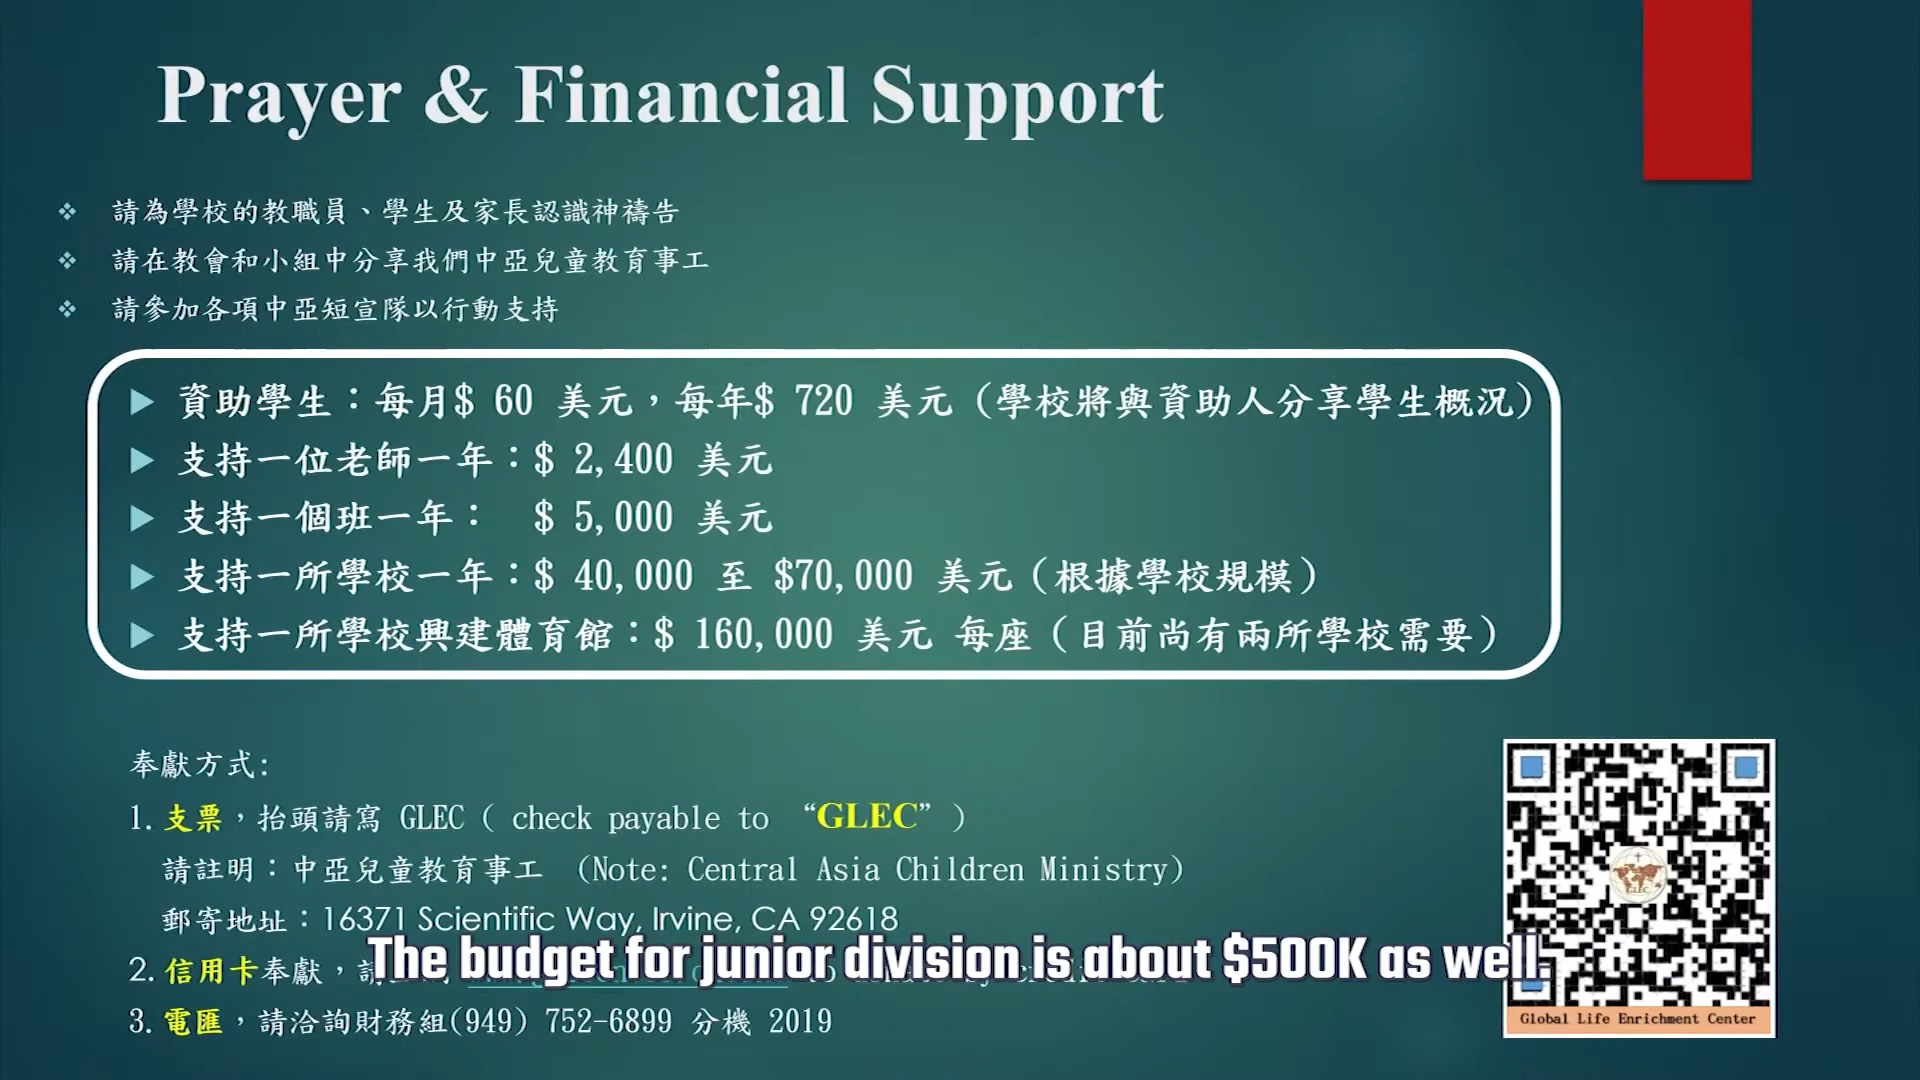 Prayer & Financial Support
請為學校的教職員、學生及家長認識神禱告
請在教會和小組中分享我們中亞兒童教育事工
請參加各項中亞短宣隊以行動支持
資助學生：每月$ 60 美元，每年$ 720 美元（學校將與資助人分享學生概況）
支持一位老師一年：$ 2,400 美元
支持一個班一年： $ 5,000 美元
支持一所學校一年：$ 40,000 至 $70,000 美元（根據學校規模）
支持一所學校興建體育館：$ 160,000 美元 每座（目前尚有兩所學校需要）
奉獻方式:
1. 支票，抬頭請寫 GLEC ( check payable to “GLEC” )
請註明：中亞兒童教育事工 (Note: Central Asia Children Ministry)
郵寄地址：16371 Scientific Way, Irvine, CA 92618
2. 信用卡奉獻，
The budget for junior division is about $500K as well.
3. 電匯，請洽詢財務組(949) 752-6899 分機 2019
Global Life Enrichment Center